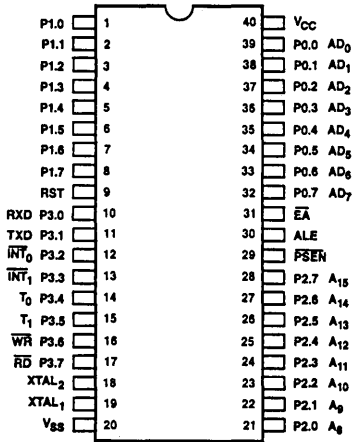 P1.0 1 40 VCC
P1.1 2 39 P0.0 AD0
P1.2 3 38 P0.1 AD1
P1.3 4 37 P0.2 AD2
P1.4 5 36 P0.3 AD3
P1.5 6 35 P0.4 AD4
P1.6 7 34 P0.5 AD5
P1.7 8 33 P0.6 AD6
RST 9 32 P0.7 AD7
RXD P3.0 10 31 E̅A̅
TXD P3.1 11 30 ALE
I̅N̅T̅0 P3.2 12 29 P̅S̅E̅N̅
I̅N̅T̅1 P3.3 13 28 P2.7 A15
T0 P3.4 14 27 P2.6 A14
T1 P3.5 15 26 P2.5 A13
W̅R̅ P3.6 16 25 P2.4 A12
R̅D̅ P3.7 17 24 P2.3 A11
XTAL2 18 23 P2.2 A10
XTAL1 19 22 P2.1 A9
VSS 20 21 P2.0 A8